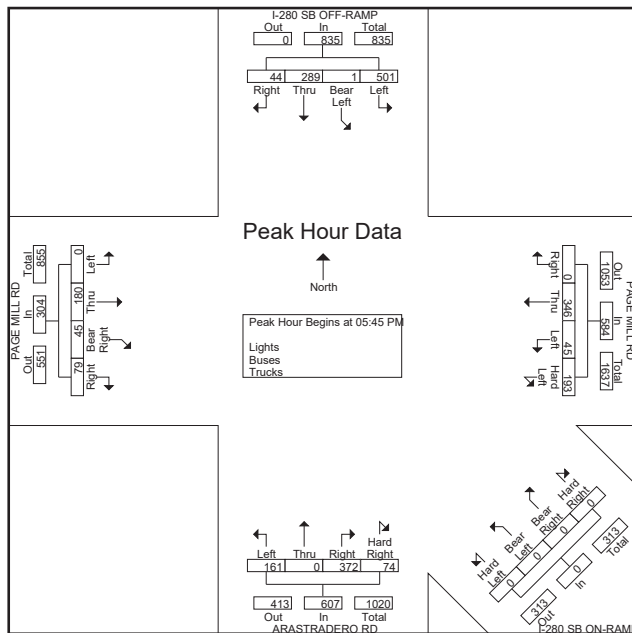 I-280 SB OFF-RAMP
Out In Total
0 835 835
44 289 1 501
Right Thru Bear Left Left
Peak Hour Data
North
Peak Hour Begins at 05:45 PM
Lights
Buses
Trucks
PAGE MILL RD
Out In Total
551 304 855
Left Thru Bear Right Right
0 180 45 79
PAGE MILL RD
Out In Total
1053 584 1637
Right Thru Left Hard Left
0 346 45 193
Left Thru Right Hard Right
161 0 372 74
413 607 1020
Out In Total
ARASTRADERO RD
Hard Left Bear Left Bear Right Hard Right
0 0 0 0
313 0 313
Out In Total
I-280 SB ON-RAMP